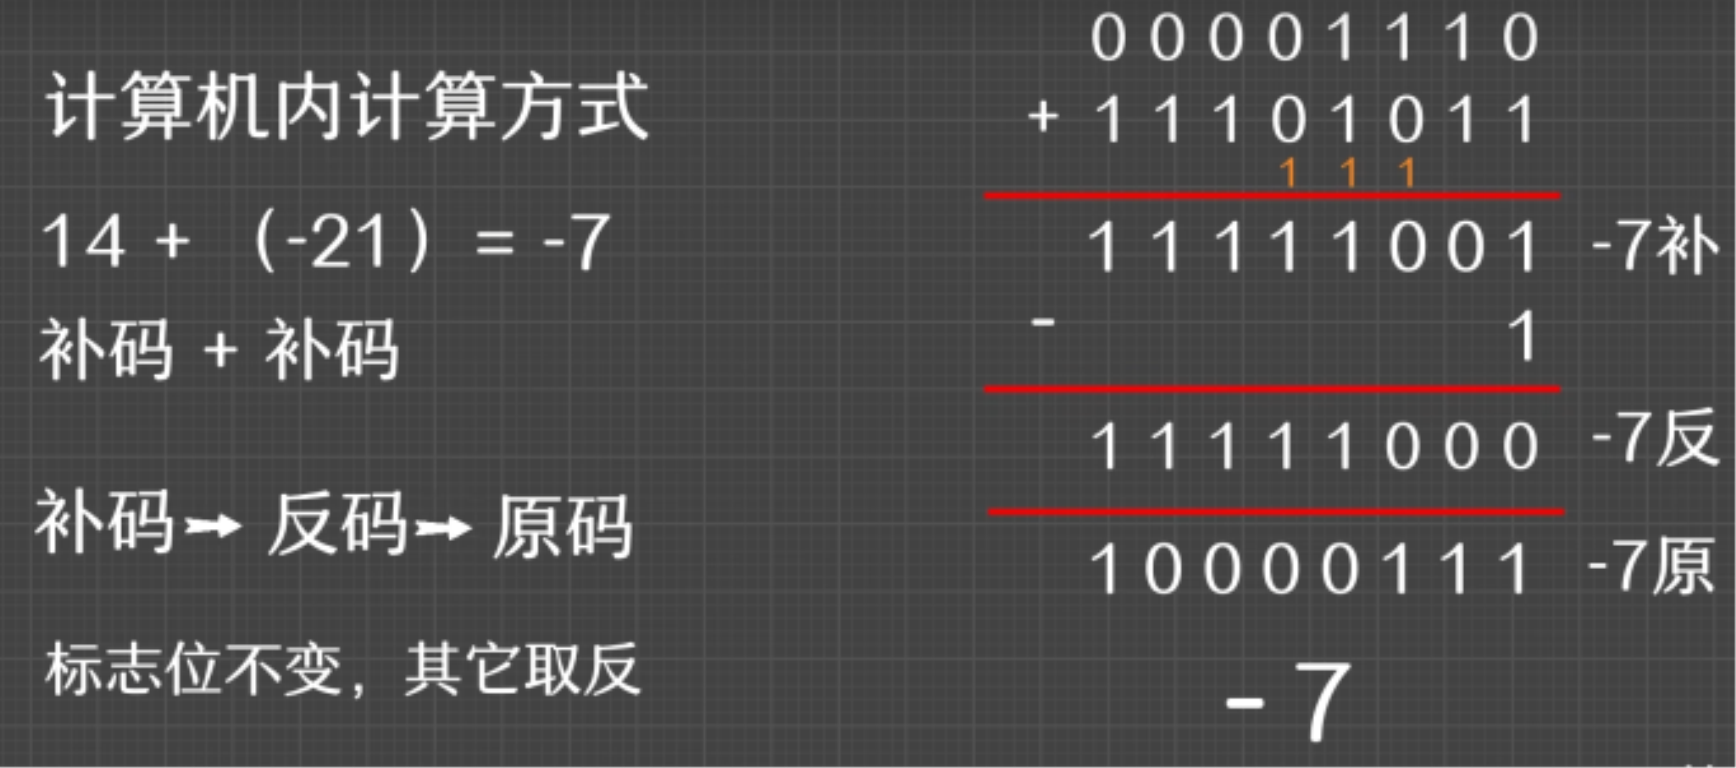 计算机内计算方式
14 + （-21）= -7
补码 + 补码
补码→反码→原码
标志位不变，其它取反
0 0 0 0 1 1 1 0
+ 1 1 1 0 1 0 1 1
1 1 1
1 1 1 1 1 0 0 1 -7补
- 1
1 1 1 1 1 0 0 0 -7反
1 0 0 0 0 1 1 1 -7原
-7